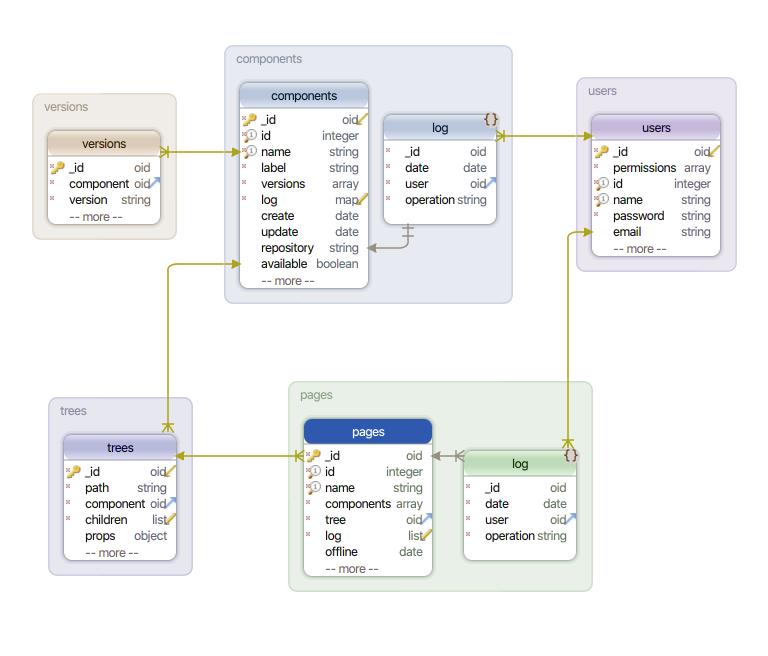 components
components
_id oid
id integer
name string
label string
versions array
log map
create date
update date
repository string
available boolean
-- more --
log {}
_id oid
date date
user oid
operation string
versions
versions
_id oid
component oid
version string
-- more --
users
users
_id oid
permissions array
id integer
name string
password string
email string
-- more --
trees
trees
_id oid
path string
component oid
children list
props object
-- more --
pages
pages
_id oid
id integer
name string
components array
tree oid
log list
offline date
-- more --
log {}
_id oid
date date
user oid
operation string